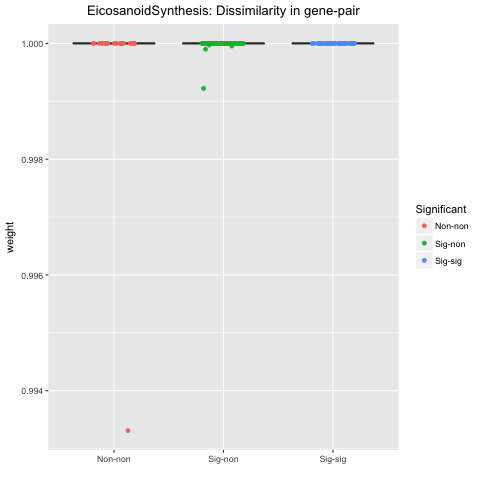 EicosanoidSynthesis: Dissimilarity in gene-pair
1.000
0.998
0.996
0.994
weight
Non-non
Sig-non
Sig-sig
Significant
Non-non
Sig-non
Sig-sig